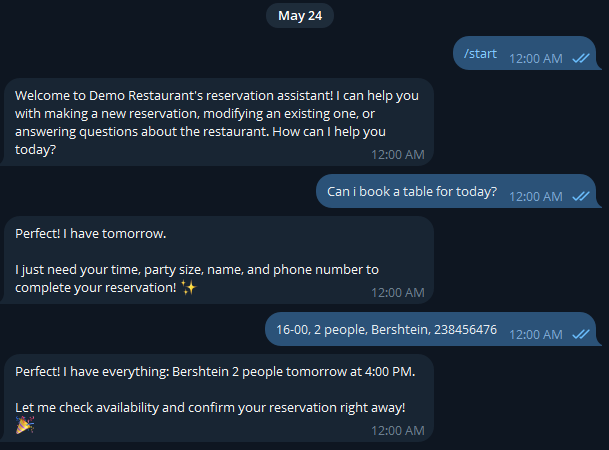 May 24
/start
12:00 AM
Welcome to Demo Restaurant's reservation assistant! I can help you
with making a new reservation, modifying an existing one, or
answering questions about the restaurant. How can I help you
today?
12:00 AM
Can i book a table for today?
12:00 AM
Perfect! I have tomorrow.
I just need your time, party size, name, and phone number to
complete your reservation! ✨
12:00 AM
16-00, 2 people, Bershtein, 238456476
12:00 AM
Perfect! I have everything: Bershtein 2 people tomorrow at 4:00 PM.
Let me check availability and confirm your reservation right away!
🎉
12:00 AM